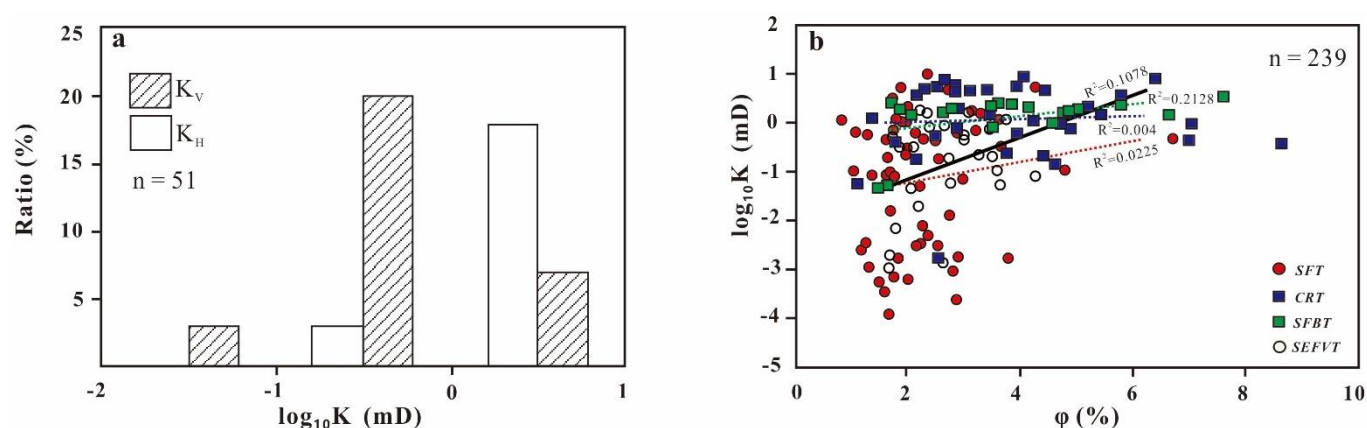 a
25
20
15
10
5
Ratio (%)
K_V
K_H
n = 51
-2
-1
0
1
log₁₀K (mD)
b
n = 239
2
1
0
-1
-2
-3
-4
-5
log₁₀K (mD)
R²=0.1078
R²=0.2128
R²=0.004
R²=0.0225
SFT
CRT
SFBT
SEFVT
0
2
4
6
8
10
φ (%)